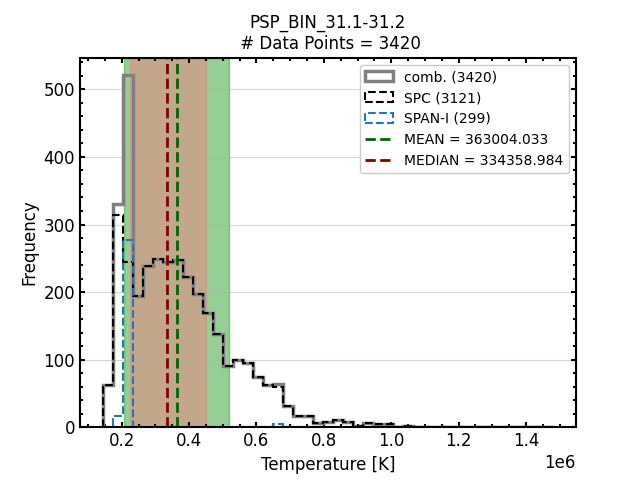 PSP_BIN_31.1-31.2
# Data Points = 3420
comb. (3420)
SPC (3121)
SPAN-I (299)
MEAN = 363004.033
MEDIAN = 334358.984
Frequency
500
400
300
200
100
0
0.2 0.4 0.6 0.8 1.0 1.2 1.4
1e6
Temperature [K]